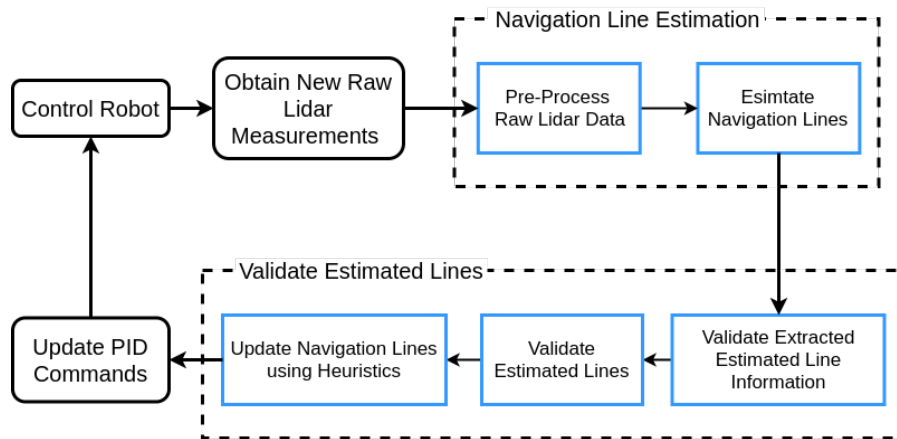 Navigation Line Estimation
Control Robot
Obtain New Raw
Lidar
Measurements
Pre-Process
Raw Lidar Data
Esimtate
Navigation Lines
Validate Estimated Lines
Update PID
Commands
Update Navigation Lines
using Heuristics
Validate
Estimated Lines
Validate Extracted
Estimated Line
Information